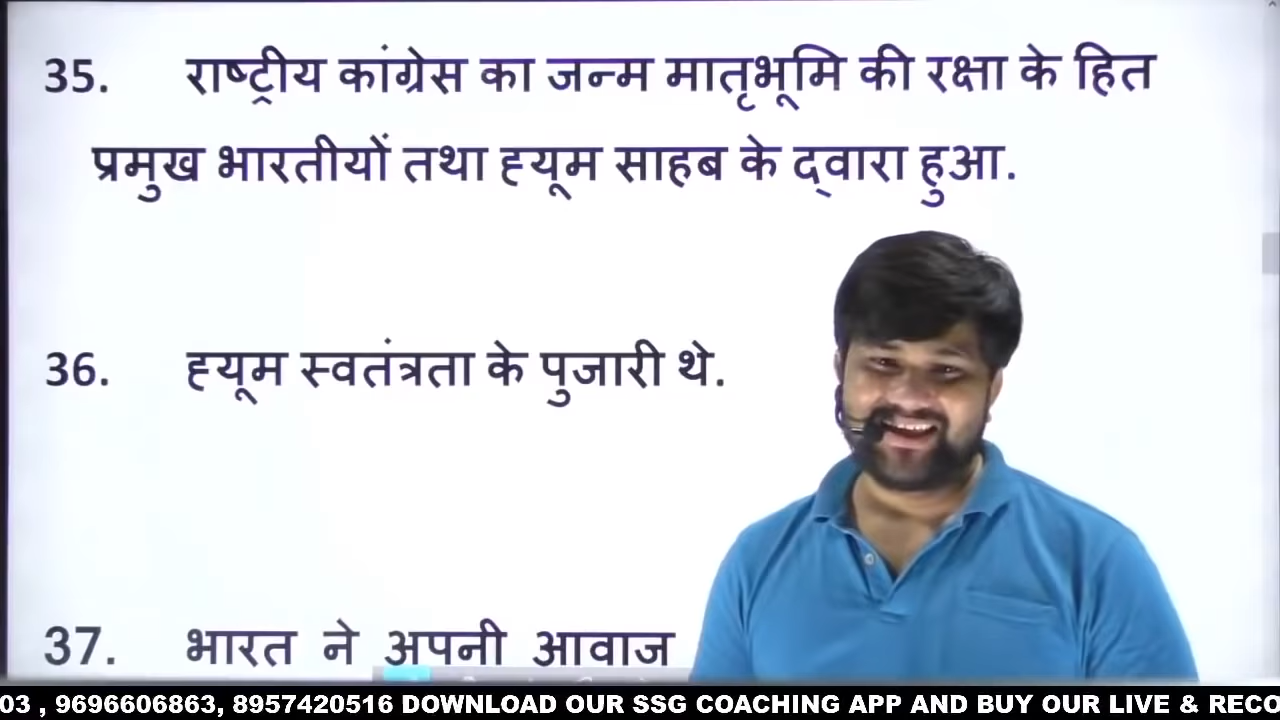 35. राष्ट्रीय कांग्रेस का जन्म मातृभूमि की रक्षा के हित
प्रमुख भारतीयों तथा ह्यूम साहब के द्वारा हुआ.
36. ह्यूम स्वतंत्रता के पुजारी थे.
37. भारत ने अपनी आवाज
03 , 9696606863, 8957420516 DOWNLOAD OUR SSG COACHING APP AND BUY OUR LIVE & RECO